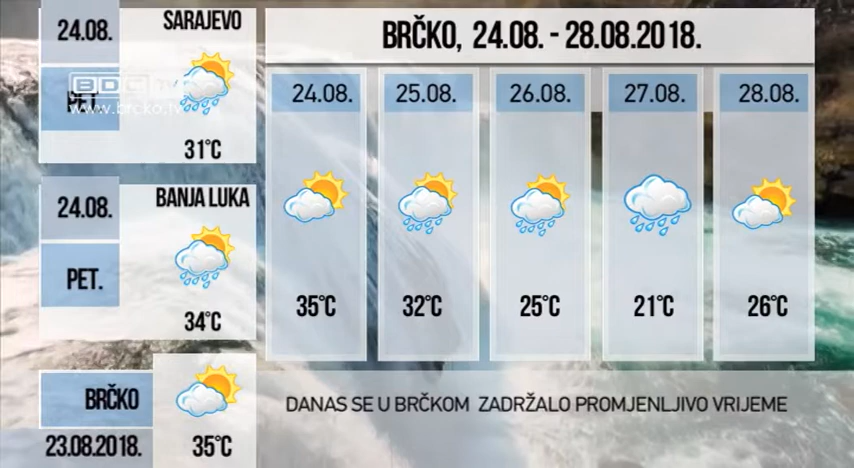 24.08.
SARAJEVO
PET.
www.brcko.tv
31°C
24.08.
BANJA LUKA
PET.
34°C
BRČKO
23.08.2018.
35°C
BRČKO, 24.08. - 28.08.2018.
24.08.
25.08.
26.08.
27.08.
28.08.
35°C
32°C
25°C
21°C
26°C
DANAS SE U BRČKOM ZADRŽALO PROMJENLJIVO VRIJEME